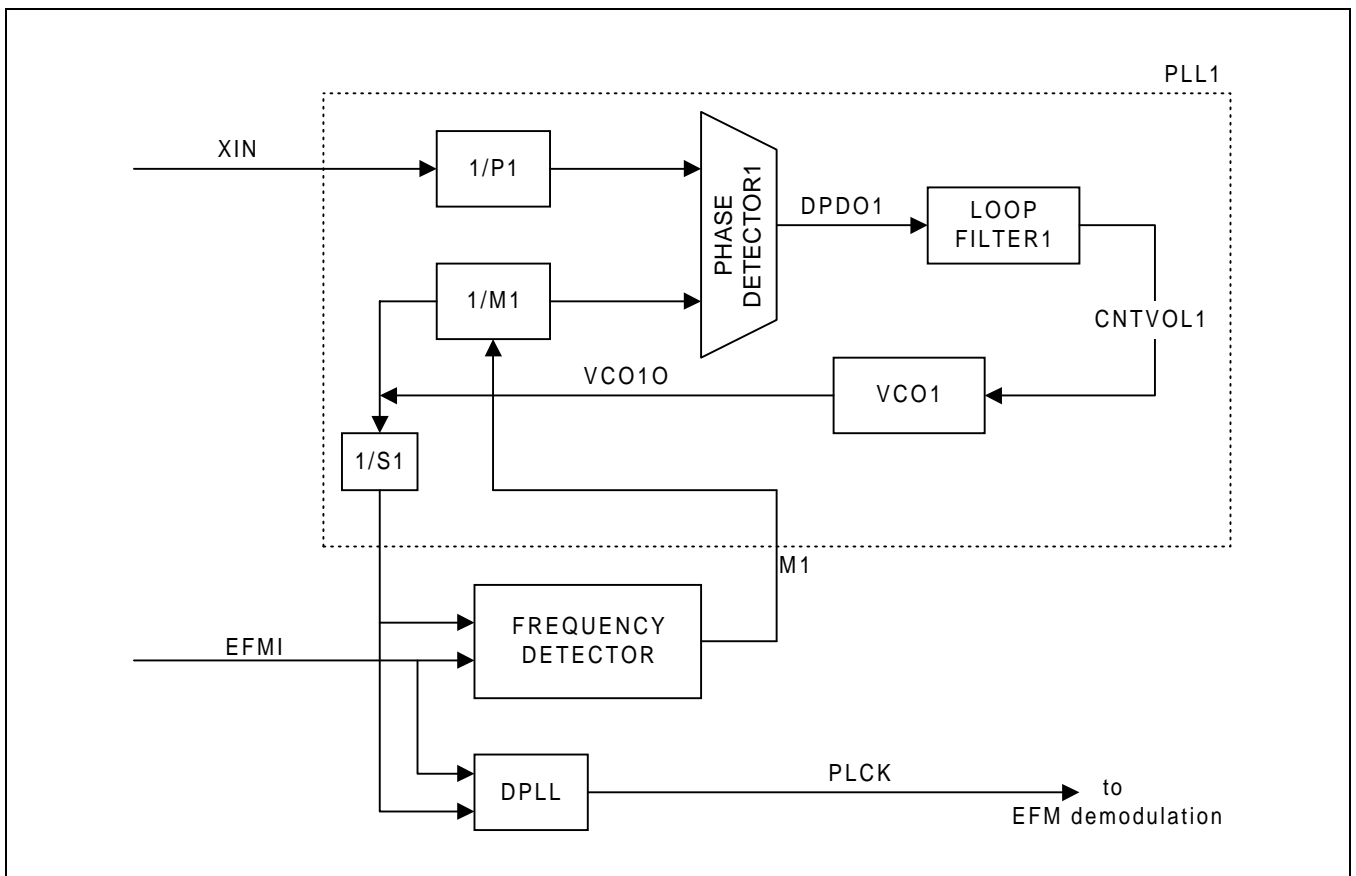 PLL1
XIN
1/P1
PHASE
DETECTOR1
DPDO1
LOOP
FILTER1
1/M1
CNTVOL1
VCO1O
VCO1
1/S1
M1
FREQUENCY
DETECTOR
EFMI
DPLL
PLCK
to
EFM demodulation